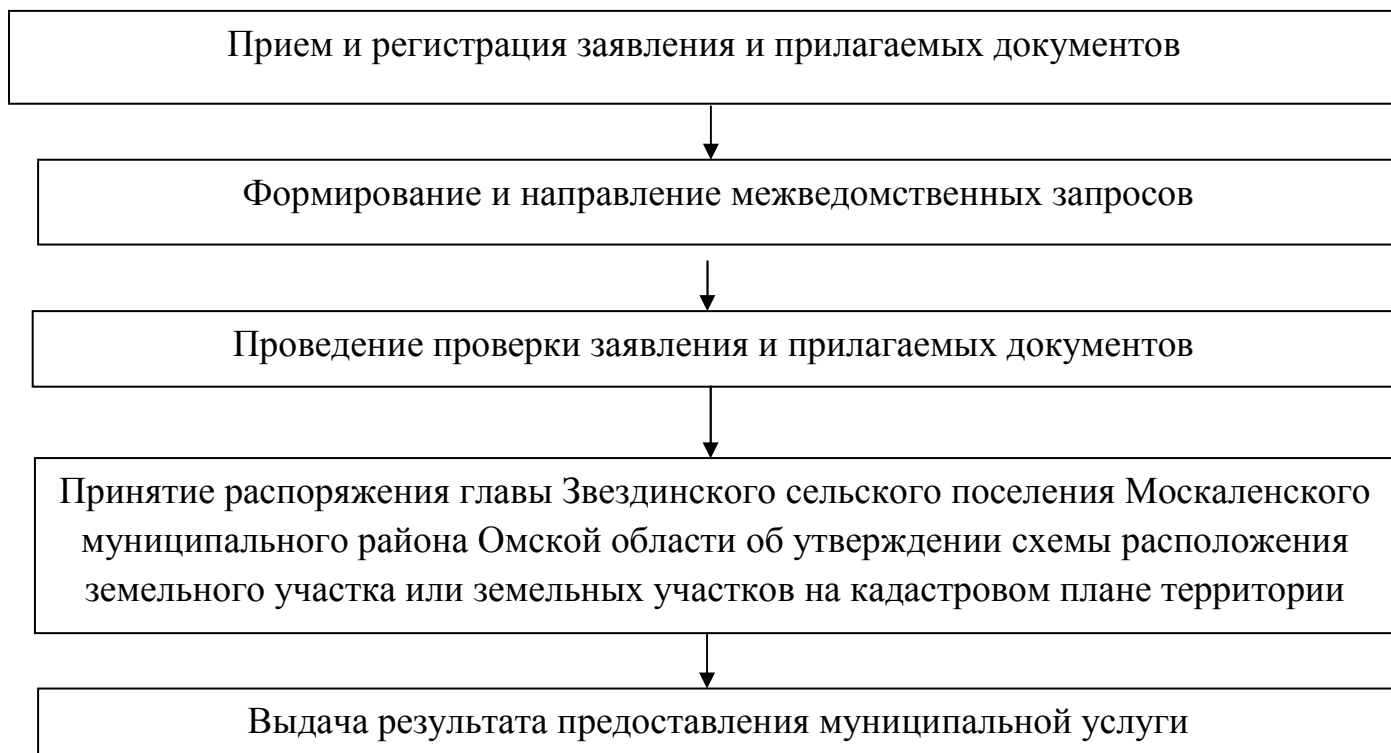 Прием и регистрация заявления и прилагаемых документов
Формирование и направление межведомственных запросов
Проведение проверки заявления и прилагаемых документов
Принятие распоряжения главы Звездинского сельского поселения Москаленского
муниципального района Омской области об утверждении схемы расположения
земельного участка или земельных участков на кадастровом плане территории
Выдача результата предоставления муниципальной услуги